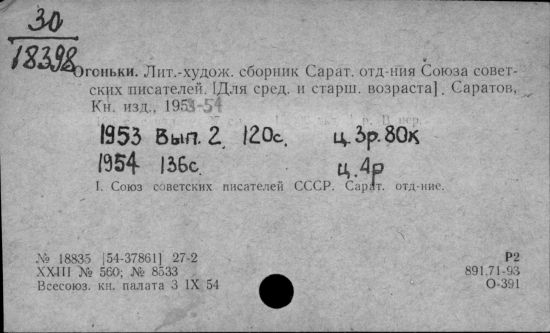 30
18398
Огоньки. Лит.-худож. сборник Сарат. отд-ния Союза совет-
ских писателей. [Для сред. и старш. возраста]. Саратов,
Кн. изд., 1953-54
1953 Вып. 2. 120с. ц. 3р. 80к
1954 136с. ц. 4р
I. Союз советских писателей СССР. Сарат. отд-ние.
№ 18835 [54-37861] 27-2 Р2
XXIII № 560; № 8533 891.71-93
Всесоюз. кн. палата 3 IX 54 О-391